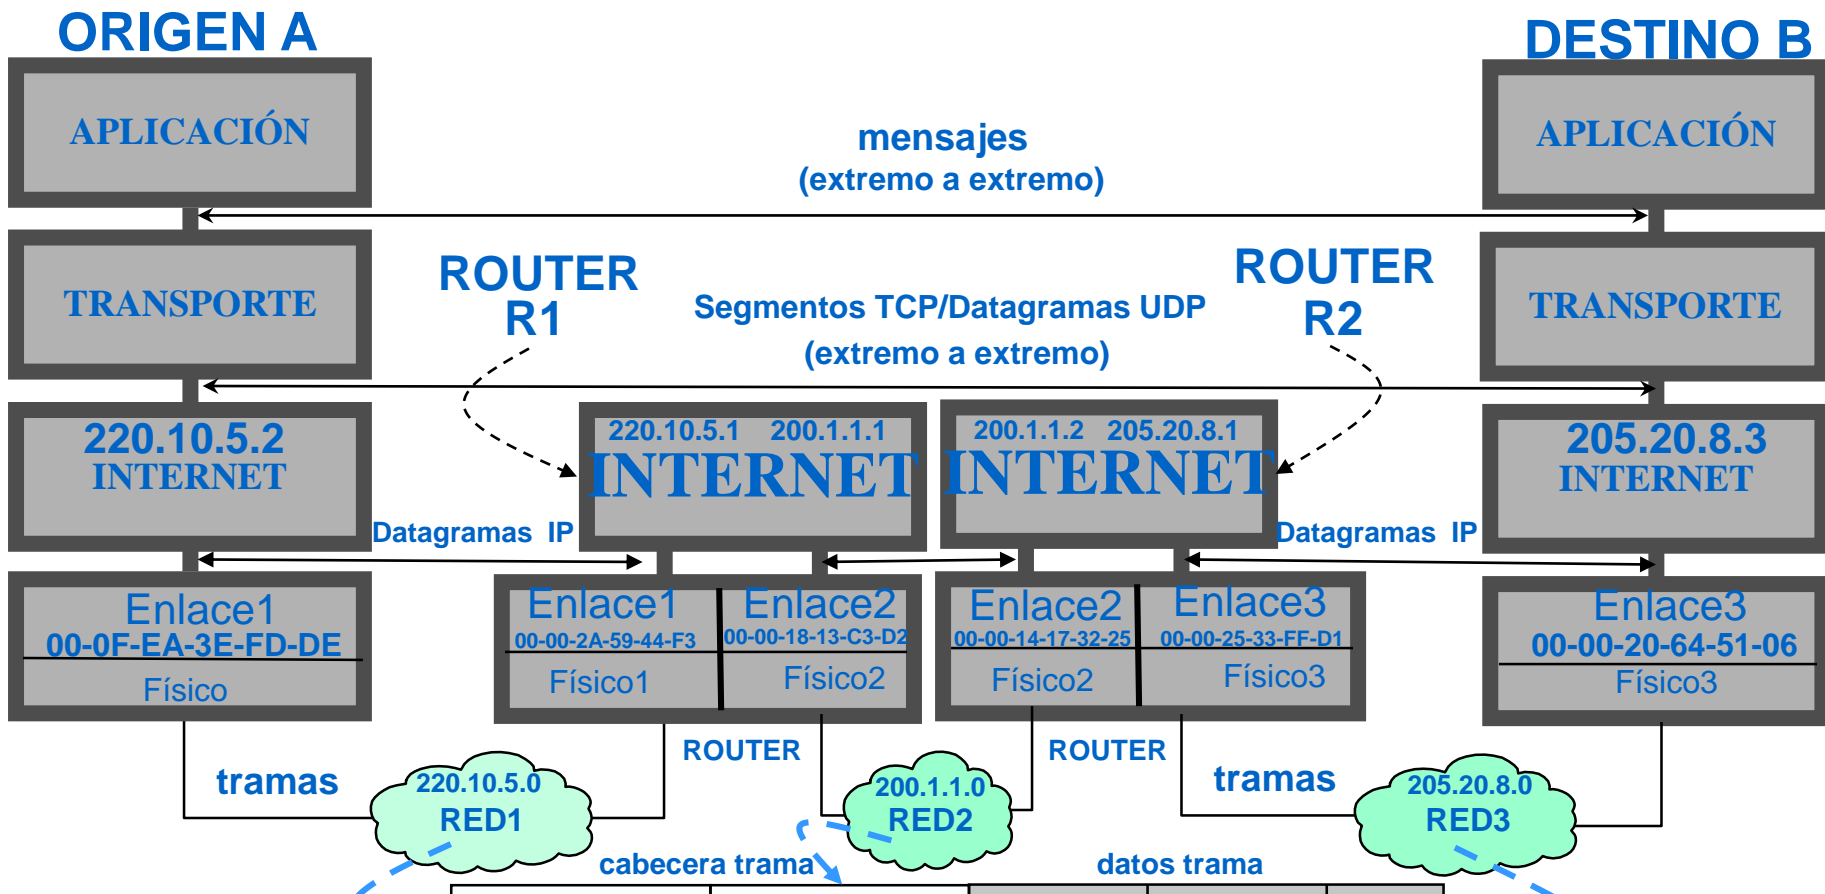 ORIGEN A
DESTINO B
APLICACIÓN
mensajes
(extremo a extremo)
APLICACIÓN
TRANSPORTE
ROUTER
R1
Segmentos TCP/Datagramas UDP
(extremo a extremo)
ROUTER
R2
TRANSPORTE
220.10.5.2
INTERNET
220.10.5.1 200.1.1.1
INTERNET
200.1.1.2 205.20.8.1
INTERNET
205.20.8.3
INTERNET
Datagramas IP
Datagramas IP
Enlace1
00-0F-EA-3E-FD-DE
Físico
Enlace1
00-00-2A-59-44-F3
Físico1
Enlace2
00-00-18-13-C3-D2
Físico2
Enlace2
00-00-14-17-32-25
Físico2
Enlace3
00-00-25-33-FF-D1
Físico3
Enlace3
00-00-20-64-51-06
Físico3
tramas
220.10.5.0
RED1
ROUTER
200.1.1.0
RED2
ROUTER
tramas
205.20.8.0
RED3
cabecera trama
datos trama